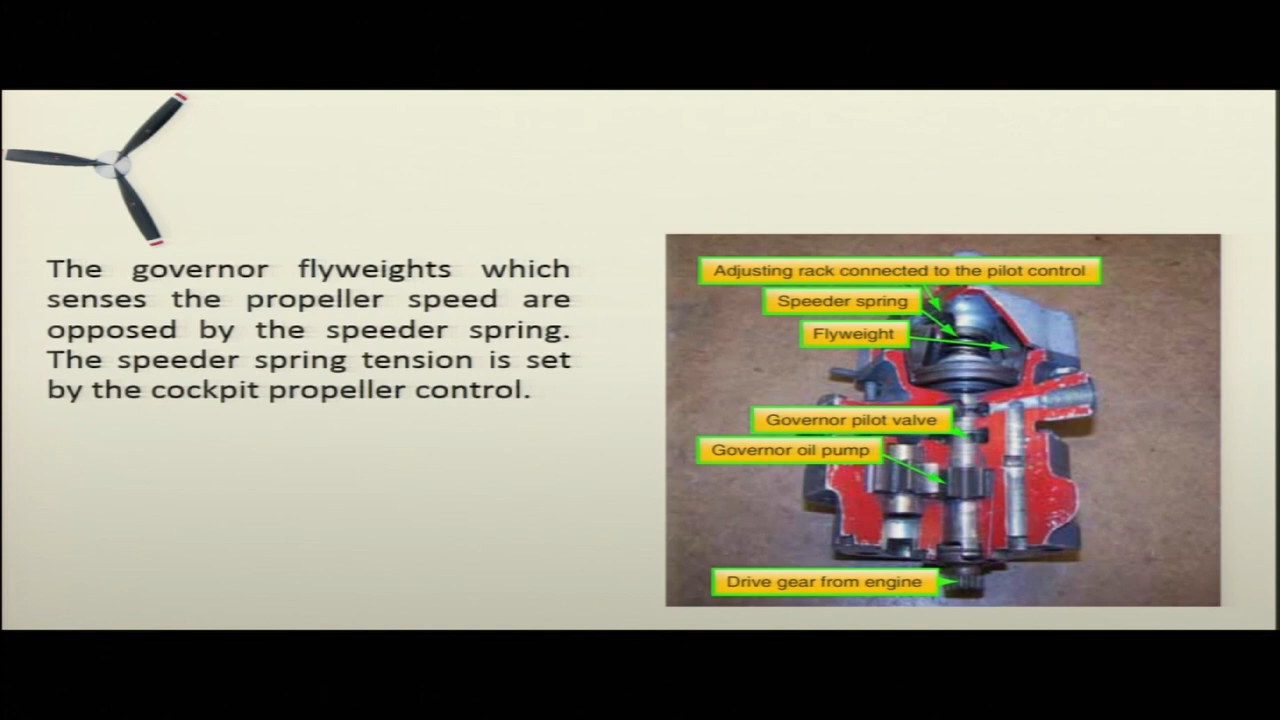 The governor flyweights which
senses the propeller speed are
opposed by the speeder spring.
The speeder spring tension is set
by the cockpit propeller control.
Adjusting rack connected to the pilot control
Speeder spring
Flyweight
Governor pilot valve
Governor oil pump
Drive gear from engine